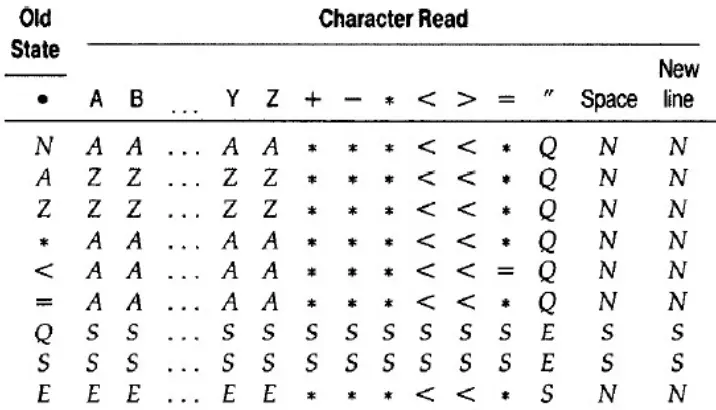 Old Character Read
State
New
• A B ... Y Z + − * < > = " Space line
N A A ... A A * * * < < * Q N N
A Z Z ... Z Z * * * < < * Q N N
Z Z Z ... Z Z * * * < < * Q N N
* A A ... A A * * * < < * Q N N
< A A ... A A * * * < < = Q N N
= A A ... A A * * * < < * Q N N
Q S S ... S S S S S S S S E S S
S S S ... S S S S S S S S E S S
E E E ... E E * * * < < * S N N